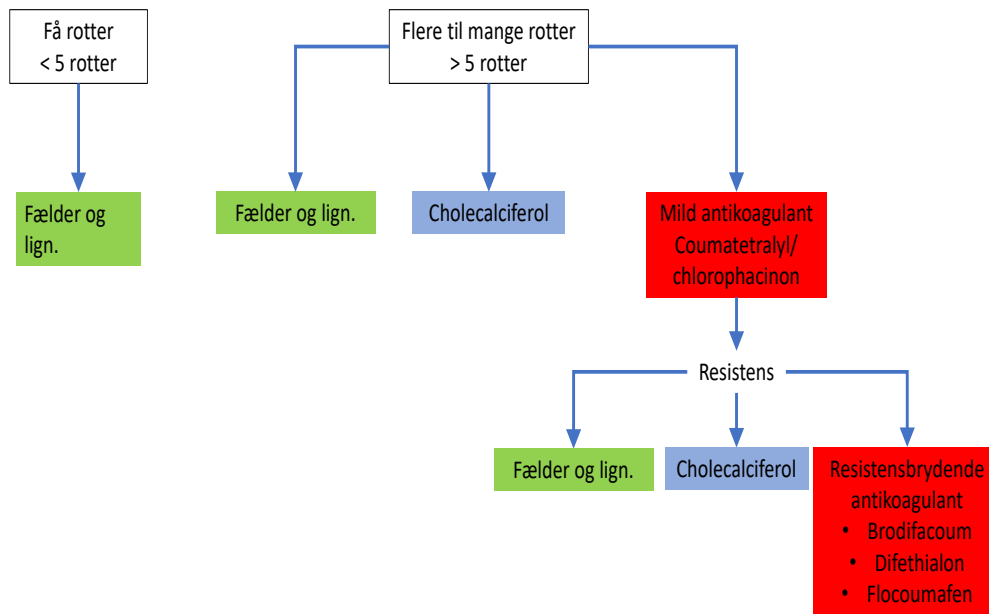 Få rotter
< 5 rotter
Flere til mange rotter
> 5 rotter
Fælder og
lign.
Fælder og lign.
Cholecalciferol
Mild antikoagulant
Coumatetralyl/
chlorophacinon
Resistens
Fælder og lign.
Cholecalciferol
Resistensbrydende
antikoagulant
• Brodifacoum
• Difethialon
• Flocoumafen